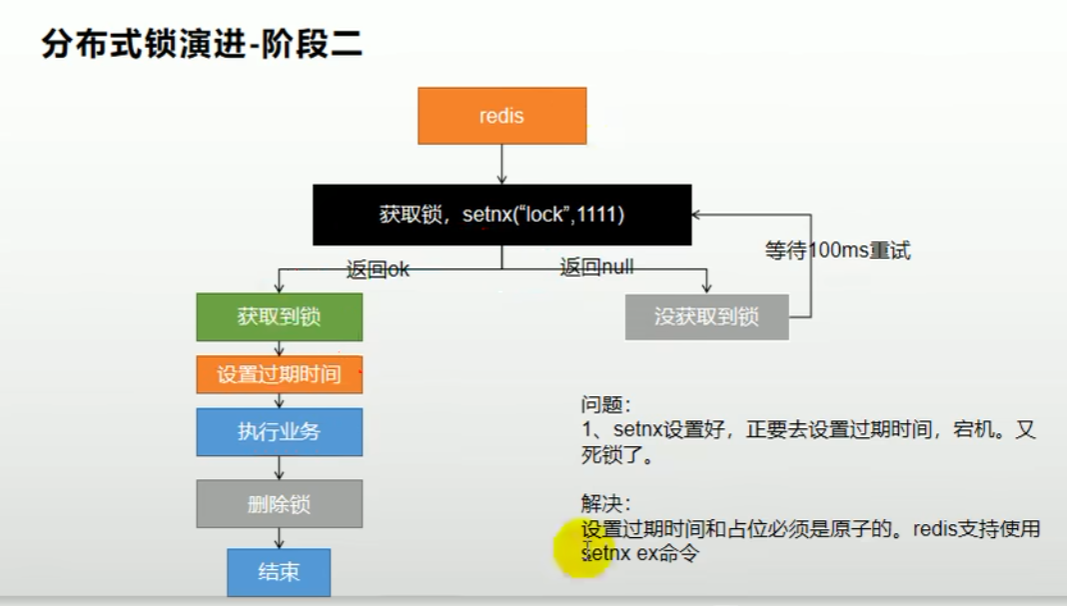 分布式锁演进-阶段二
redis
获取锁，setnx(“lock”,1111)
等待100ms重试
返回ok
返回null
获取到锁
没获取到锁
设置过期时间
执行业务
删除锁
结束
问题：
1、setnx设置好，正要去设置过期时间，宕机。又
死锁了。
解决：
设置过期时间和占位必须是原子的。redis支持使用
setnx ex命令